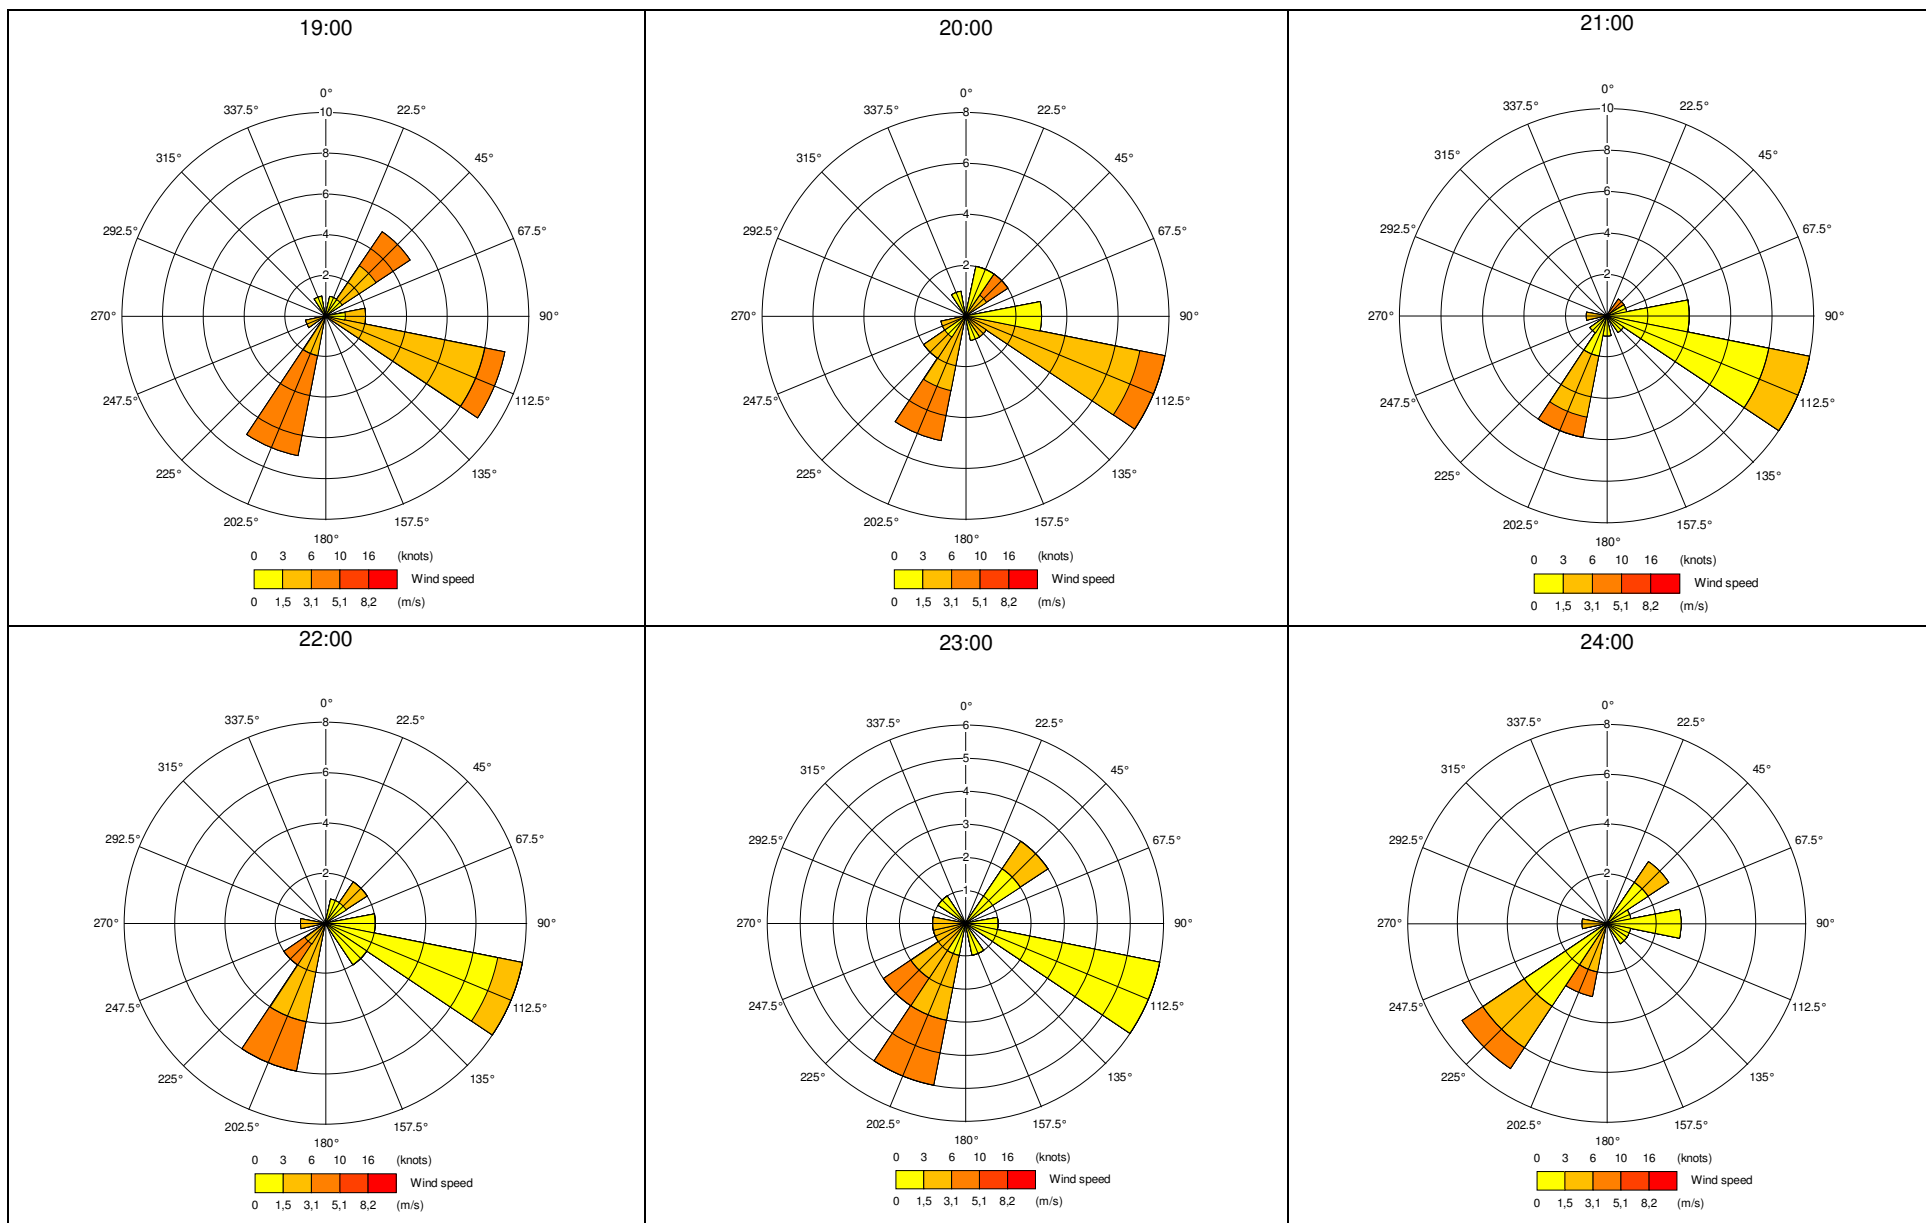 19:00
0°
337.5° 10 22.5°
315° 8 45°
6
292.5° 4 67.5°
2
270° 90°
247.5° 112.5°
225° 135°
202.5° 157.5°
180°
0 3 6 10 16 (knots)
Wind speed
0 1,5 3,1 5,1 8,2 (m/s)
20:00
0°
337.5° 8 22.5°
315° 6 45°
292.5° 4 67.5°
2
270° 90°
247.5° 112.5°
225° 135°
202.5° 157.5°
180°
0 3 6 10 16 (knots)
Wind speed
0 1,5 3,1 5,1 8,2 (m/s)
21:00
0°
337.5° 10 22.5°
315° 8 45°
6
292.5° 4 67.5°
2
270° 90°
247.5° 112.5°
225° 135°
202.5° 157.5°
180°
0 3 6 10 16 (knots)
Wind speed
0 1,5 3,1 5,1 8,2 (m/s)
22:00
0°
337.5° 8 22.5°
315° 6 45°
292.5° 4 67.5°
2
270° 90°
247.5° 112.5°
225° 135°
202.5° 157.5°
180°
0 3 6 10 16 (knots)
Wind speed
0 1,5 3,1 5,1 8,2 (m/s)
23:00
0°
337.5° 6 22.5°
315° 5 45°
4
292.5° 3 67.5°
2
1
270° 90°
247.5° 112.5°
225° 135°
202.5° 157.5°
180°
0 3 6 10 16 (knots)
Wind speed
0 1,5 3,1 5,1 8,2 (m/s)
24:00
0°
337.5° 8 22.5°
315° 6 45°
292.5° 4 67.5°
2
270° 90°
247.5° 112.5°
225° 135°
202.5° 157.5°
180°
0 3 6 10 16 (knots)
Wind speed
0 1,5 3,1 5,1 8,2 (m/s)